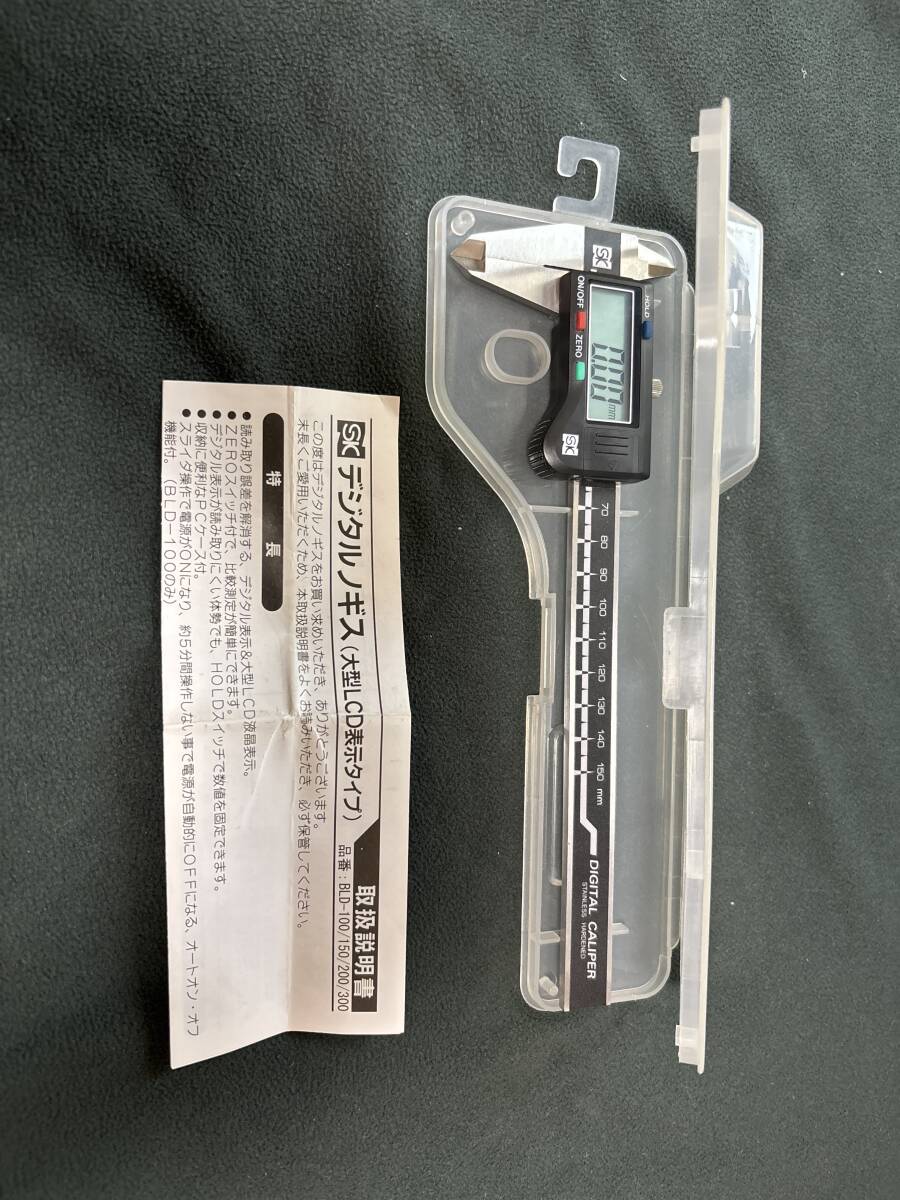 SK デジタルノギス(大型LCD表示タイプ)
取扱説明書
品番:BLD-100/150/200/300
この度はデジタルノギスをお買い求めいただき、ありがとうございます。
末長くご愛用いただくため、本取扱説明書をよくお読みいただき、必ず保管してください。
特 長
●読み取り誤差を解消する、デジタル表示&大型LCD液晶表示。
●ZEROスイッチ付で、比較測定が簡単にできます。
●デジタル表示が読み取りにくい体勢でも、HOLDスイッチで数値を固定できます。
●収納に便利なPCケース付。
●スライダ操作で電源がONになり、約5分間操作しない事で電源が自動的にOFFになる、オートオン・オフ
機能付。(BLD-100のみ)
SK
HOLD
0.00 mm
ON/OFF ZERO
SK
70 80 90 100 110 120 130 140 150 mm
DIGITAL CALIPER
STAINLESS HARDENED